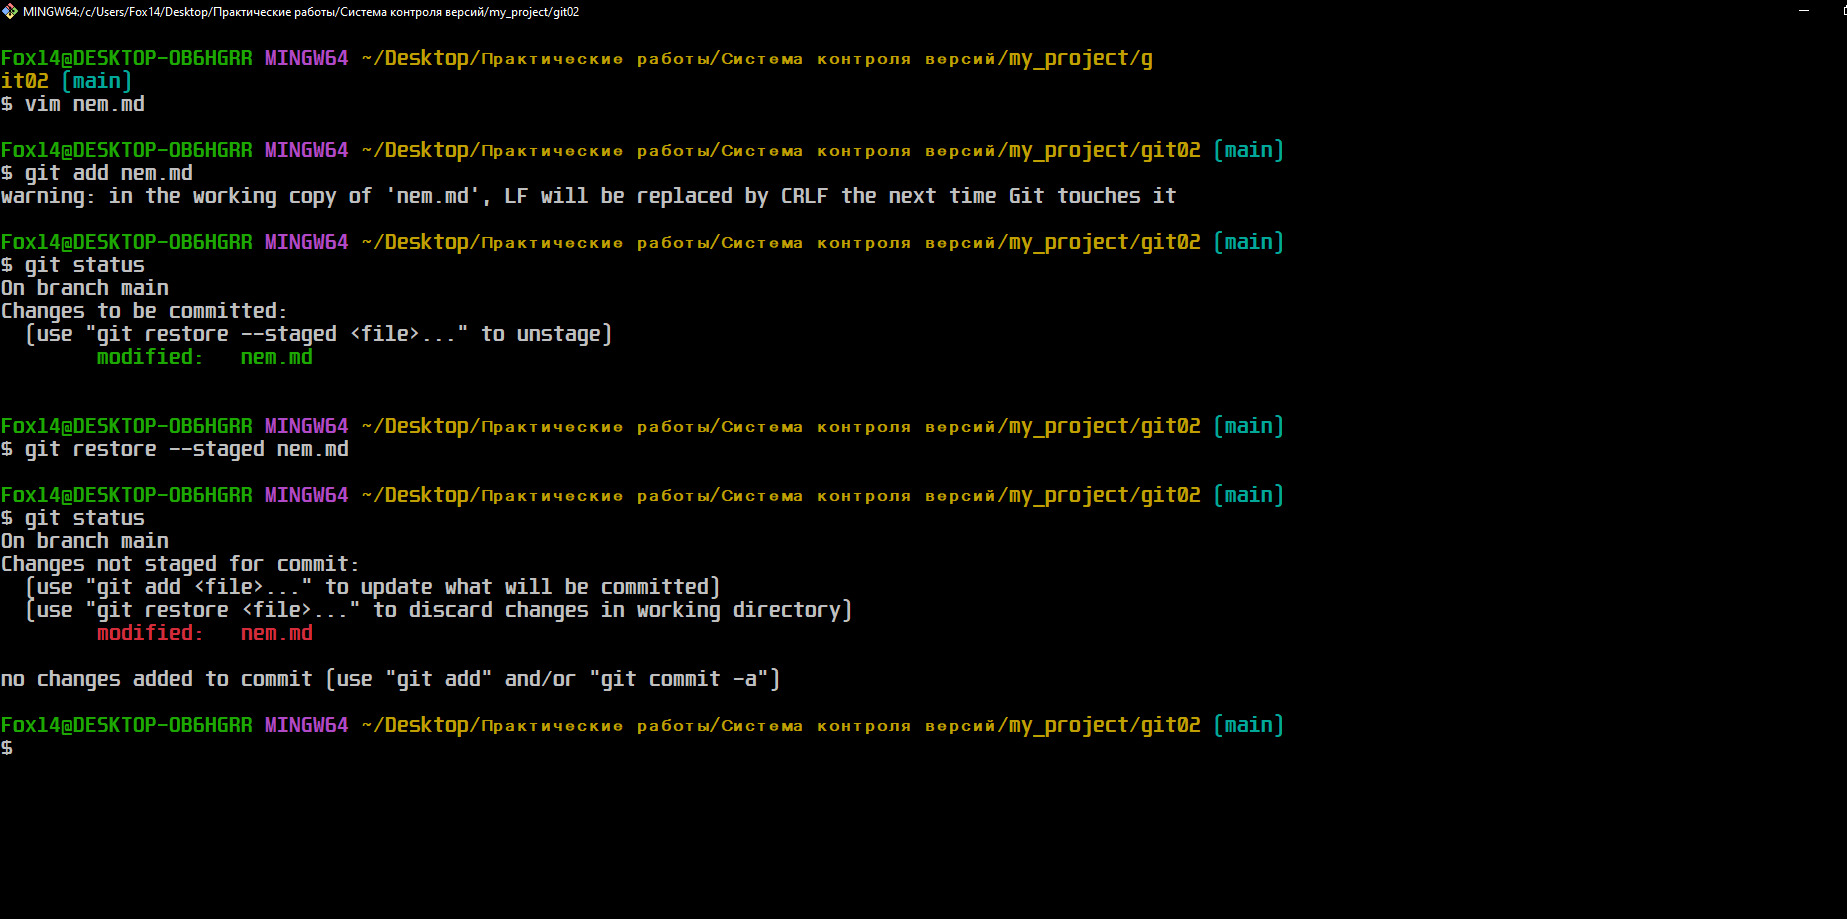 MINGW64:/c/Users/Fox14/Desktop/Практические работы/Система контроля версий/my_project/git02
Fox14@DESKTOP-OB6HGRR MINGW64 ~/Desktop/Практические работы/Система контроля версий/my_project/g
it02 (main)
$ vim nem.md
Fox14@DESKTOP-OB6HGRR MINGW64 ~/Desktop/Практические работы/Система контроля версий/my_project/git02 (main)
$ git add nem.md
warning: in the working copy of 'nem.md', LF will be replaced by CRLF the next time Git touches it
Fox14@DESKTOP-OB6HGRR MINGW64 ~/Desktop/Практические работы/Система контроля версий/my_project/git02 (main)
$ git status
On branch main
Changes to be committed:
  (use "git restore --staged <file>..." to unstage)
        modified:   nem.md
Fox14@DESKTOP-OB6HGRR MINGW64 ~/Desktop/Практические работы/Система контроля версий/my_project/git02 (main)
$ git restore --staged nem.md
Fox14@DESKTOP-OB6HGRR MINGW64 ~/Desktop/Практические работы/Система контроля версий/my_project/git02 (main)
$ git status
On branch main
Changes not staged for commit:
  (use "git add <file>..." to update what will be committed)
  (use "git restore <file>..." to discard changes in working directory)
        modified:   nem.md
no changes added to commit (use "git add" and/or "git commit -a")
Fox14@DESKTOP-OB6HGRR MINGW64 ~/Desktop/Практические работы/Система контроля версий/my_project/git02 (main)
$